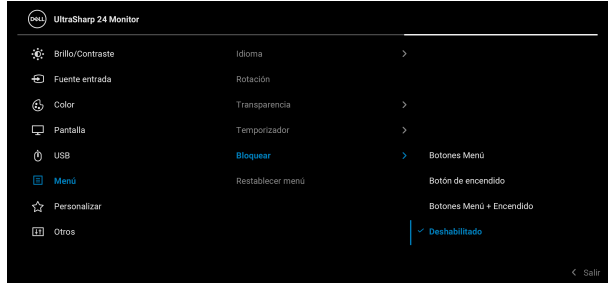 DELL UltraSharp 24 Monitor
Brillo/Contraste
Idioma
Fuente entrada
Rotación
Color
Transparencia
Pantalla
Temporizador
USB
Bloquear
Botones Menú
Menú
Restablecer menú
Botón de encendido
Personalizar
Botones Menú + Encendido
Otros
Deshabilitado
Salir